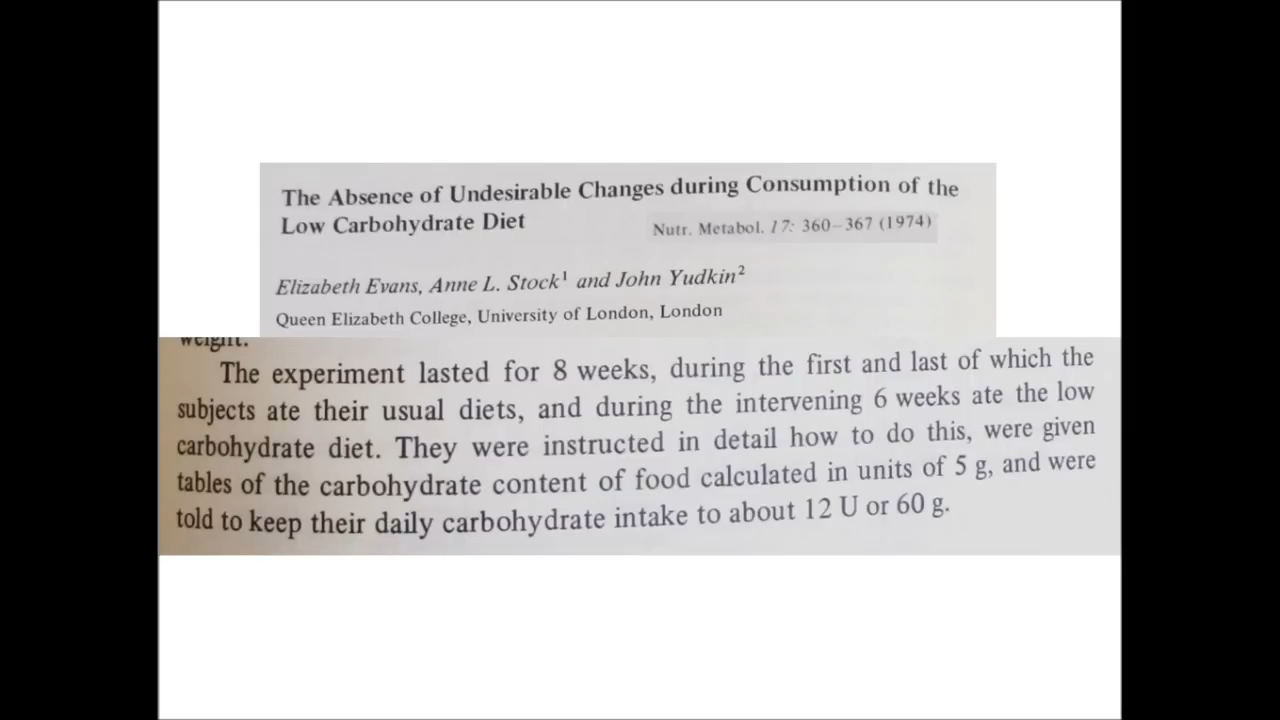 The Absence of Undesirable Changes during Consumption of the
Low Carbohydrate Diet
Nutr. Metabol. 17: 360–367 (1974)
Elizabeth Evans, Anne L. Stock¹ and John Yudkin²
Queen Elizabeth College, University of London, London
weight.
The experiment lasted for 8 weeks, during the first and last of which the
subjects ate their usual diets, and during the intervening 6 weeks ate the low
carbohydrate diet. They were instructed in detail how to do this, were given
tables of the carbohydrate content of food calculated in units of 5 g, and were
told to keep their daily carbohydrate intake to about 12 U or 60 g.